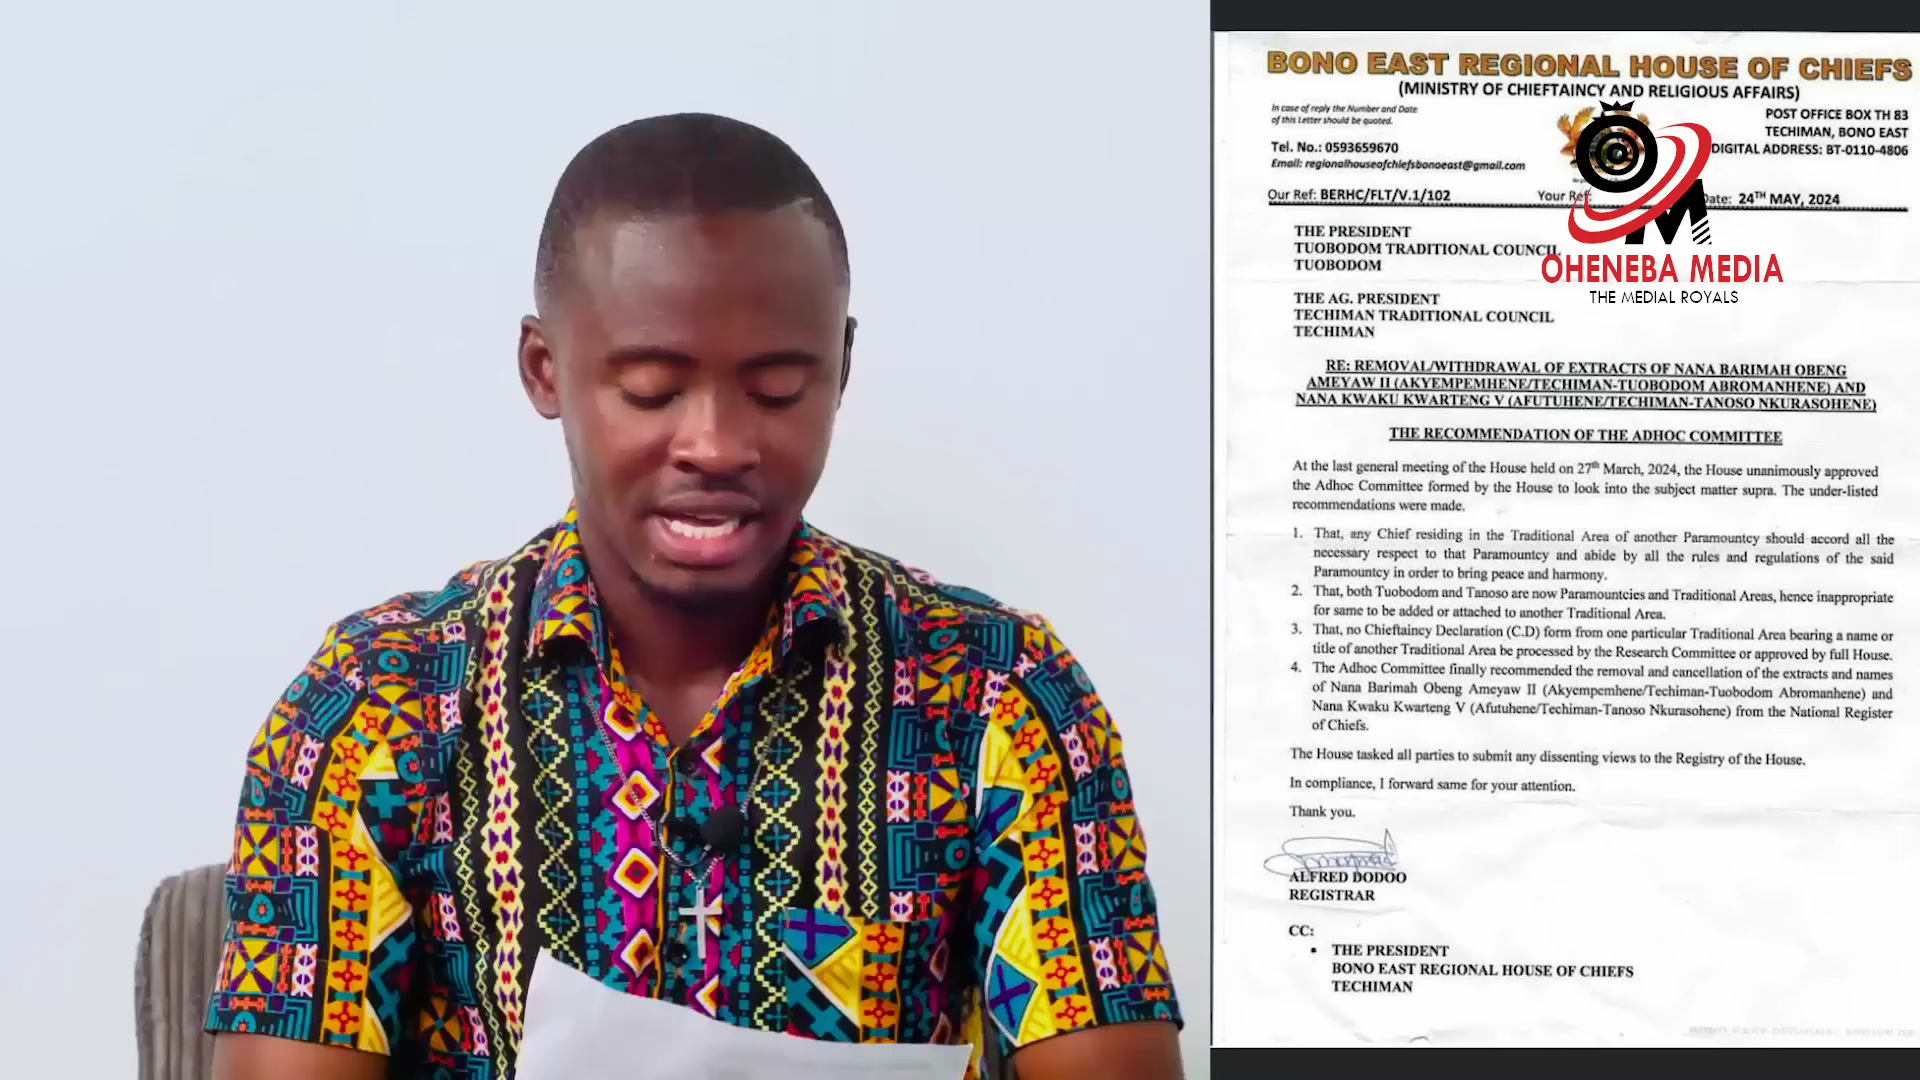 BONO EAST REGIONAL HOUSE OF CHIEFS
(MINISTRY OF CHIEFTAINCY AND RELIGIOUS AFFAIRS)
In case of reply the Number and Date
of this Letter should be quoted.
POST OFFICE BOX TH 83
TECHIMAN, BONO EAST
DIGITAL ADDRESS: BT-0110-4806
Tel. No.: 0593659670
Email: regionalhouseofchiefsbonoeast@gmail.com
Our Ref: BERHC/FLT/V.1/102 Your Ref: Date: 24TH MAY, 2024
OM
OHENEBA MEDIA
THE MEDIAL ROYALS
THE PRESIDENT
TUOBODOM TRADITIONAL COUNCIL
TUOBODOM
THE AG. PRESIDENT
TECHIMAN TRADITIONAL COUNCIL
TECHIMAN
RE: REMOVAL/WITHDRAWAL OF EXTRACTS OF NANA BARIMAH OBENG
AMEYAW II (AKYEMPEMHENE/TECHIMAN-TUOBODOM ABROMANHENE) AND
NANA KWAKU KWARTENG V (AFUTUHENE/TECHIMAN-TANOSO NKURASOHENE)
THE RECOMMENDATION OF THE ADHOC COMMITTEE
At the last general meeting of the House held on 27th March, 2024, the House unanimously approved
the Adhoc Committee formed by the House to look into the subject matter supra. The under-listed
recommendations were made.
1. That, any Chief residing in the Traditional Area of another Paramountcy should accord all the
necessary respect to that Paramountcy and abide by all the rules and regulations of the said
Paramountcy in order to bring peace and harmony.
2. That, both Tuobodom and Tanoso are now Paramountcies and Traditional Areas, hence inappropriate
for same to be added or attached to another Traditional Area.
3. That, no Chieftaincy Declaration (C.D) form from one particular Traditional Area bearing a name or
title of another Traditional Area be processed by the Research Committee or approved by full House.
4. The Adhoc Committee finally recommended the removal and cancellation of the extracts and names
of Nana Barimah Obeng Ameyaw II (Akyempemhene/Techiman-Tuobodom Abromanhene) and
Nana Kwaku Kwarteng V (Afutuhene/Techiman-Tanoso Nkurasohene) from the National Register
of Chiefs.
The House tasked all parties to submit any dissenting views to the Registry of the House.
In compliance, I forward same for your attention.
Thank you.
ALFRED DODOO
REGISTRAR
CC:
• THE PRESIDENT
BONO EAST REGIONAL HOUSE OF CHIEFS
TECHIMAN